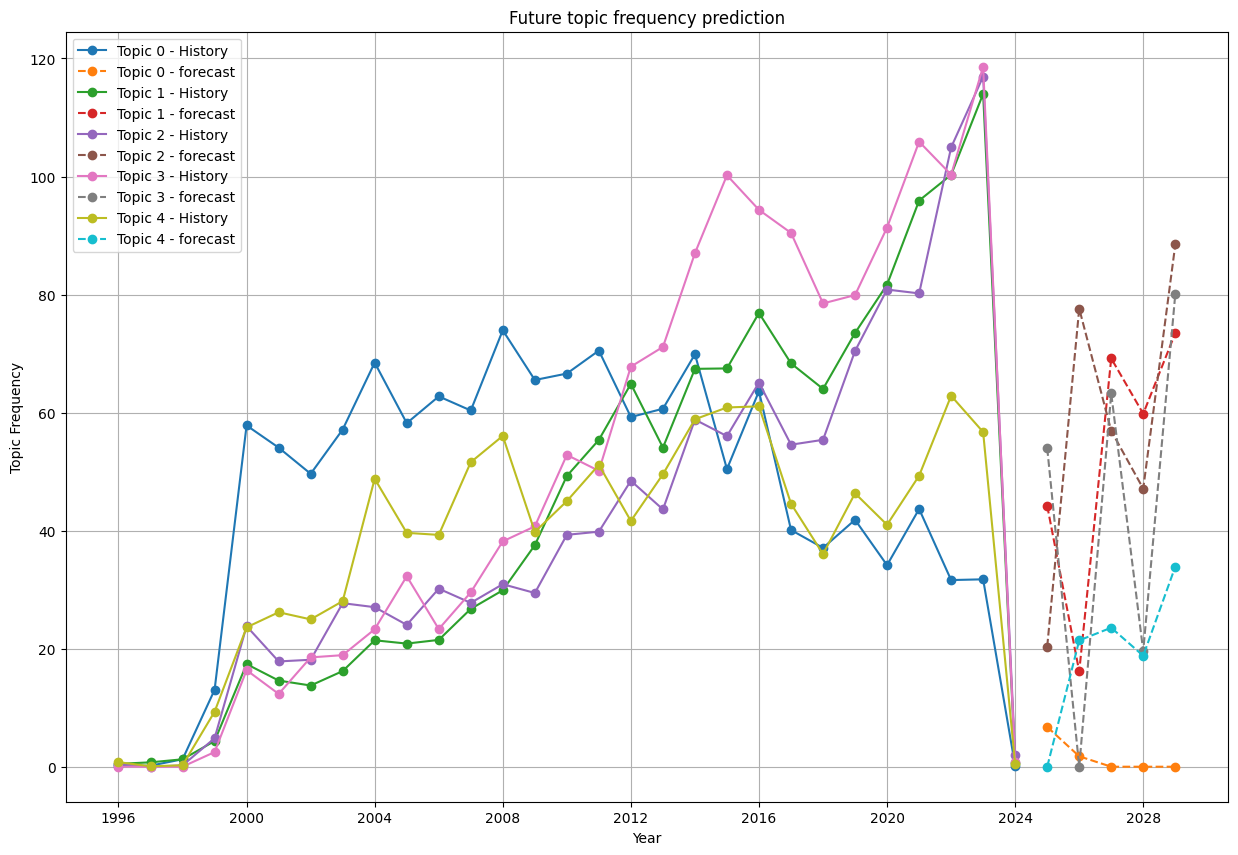 Future topic frequency prediction
Topic 0 - History
Topic 0 - forecast
Topic 1 - History
Topic 1 - forecast
Topic 2 - History
Topic 2 - forecast
Topic 3 - History
Topic 3 - forecast
Topic 4 - History
Topic 4 - forecast
Topic Frequency
120
100
80
60
40
20
0
1996 2000 2004 2008 2012 2016 2020 2024 2028
Year